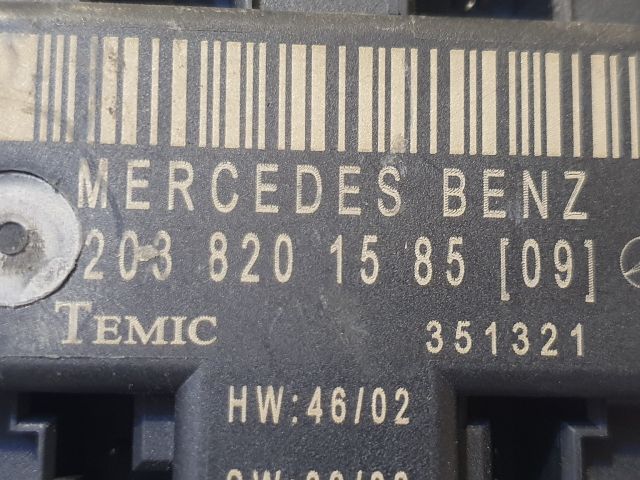 MERCEDES BENZ
203 820 15 85 [09]
TEMIC 351321
HW:46/02